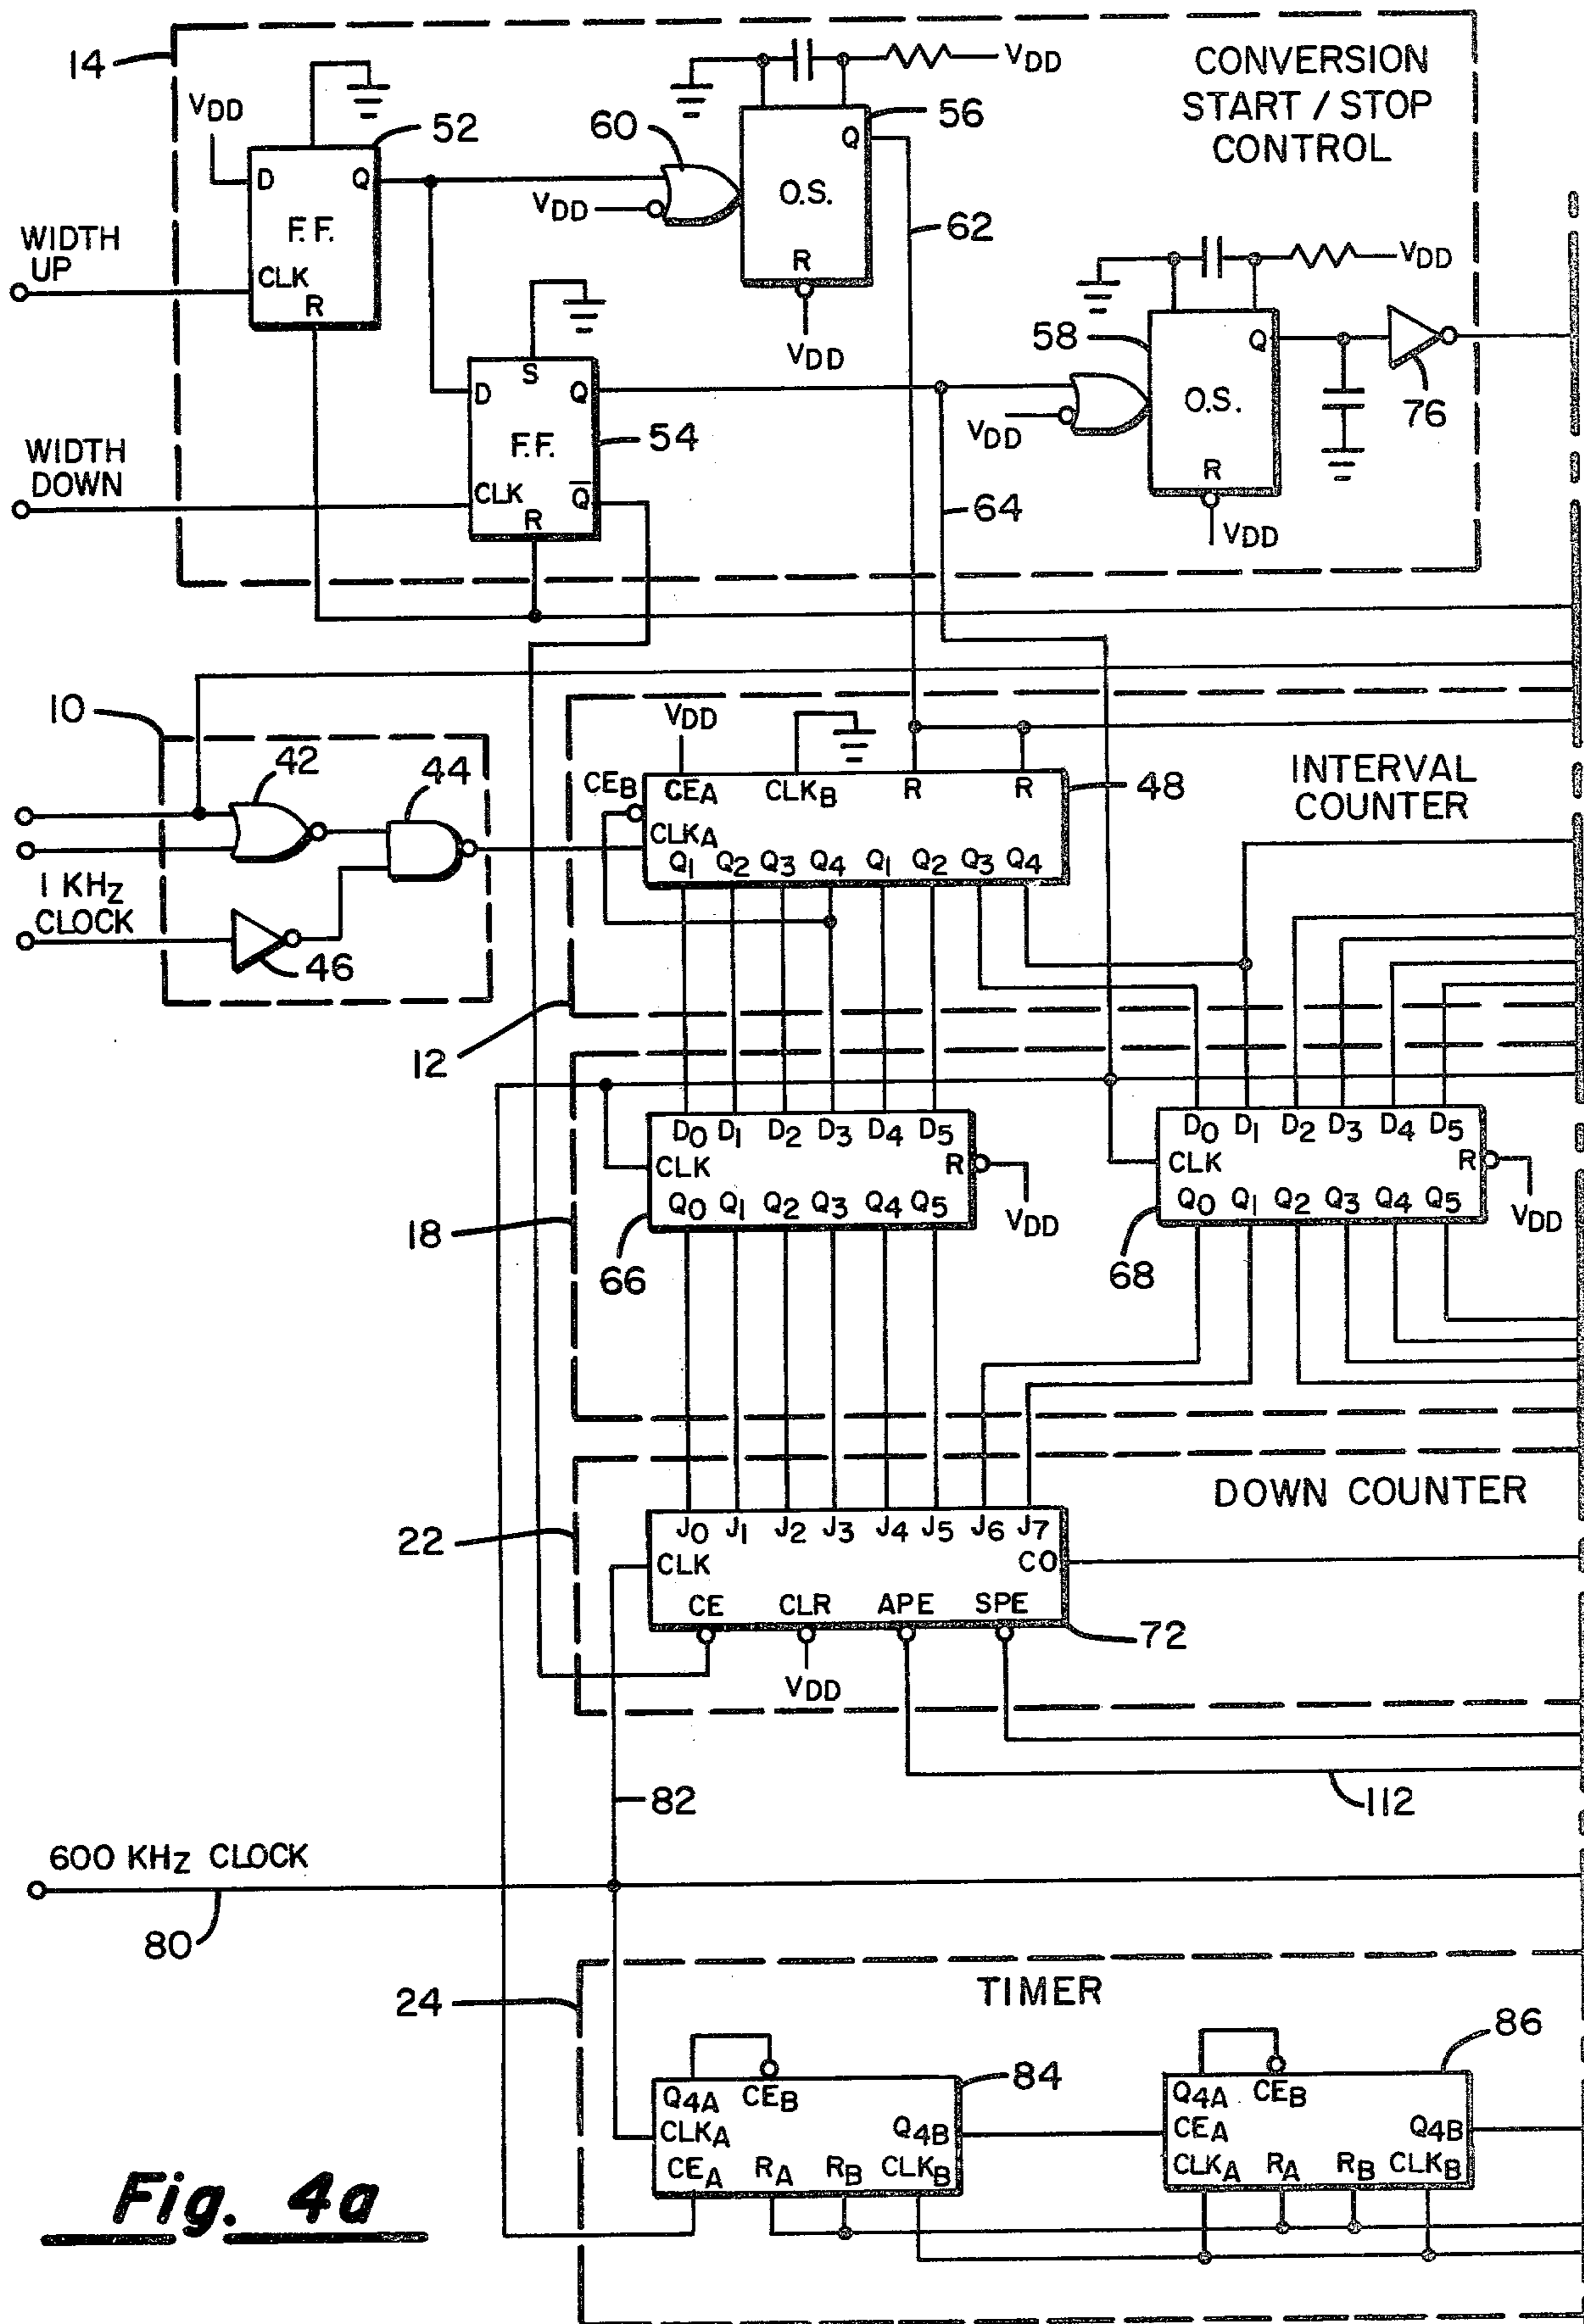 14
VDD
52
D
Q
F.F.
CLK
R
WIDTH
UP
60
VDD
VDD
56
Q
O.S.
R
VDD
62
CONVERSION
START / STOP
CONTROL
WIDTH
DOWN
S
D
Q
F.F.
CLK
Q̅
R
54
64
58
VDD
VDD
Q
O.S.
R
VDD
76
10
42
44
1 KHz
CLOCK
46
12
VDD
CEB
CEA
CLKB
R
R
CLKA
Q1 Q2 Q3 Q4 Q1 Q2 Q3 Q4
48
INTERVAL
COUNTER
18
D0 D1 D2 D3 D4 D5
CLK
R
Q0 Q1 Q2 Q3 Q4 Q5
VDD
66
D0 D1 D2 D3 D4 D5
CLK
R
Q0 Q1 Q2 Q3 Q4 Q5
VDD
68
22
DOWN COUNTER
J0 J1 J2 J3 J4 J5 J6 J7
CLK
CO
CE CLR APE SPE
VDD
72
82
112
600 KHz CLOCK
80
24
TIMER
Q4A CEB
CLKA
Q4B
CEA RA RB CLKB
84
Q4A CEB
CEA
Q4B
CLKA RA RB CLKB
86
Fig. 4a